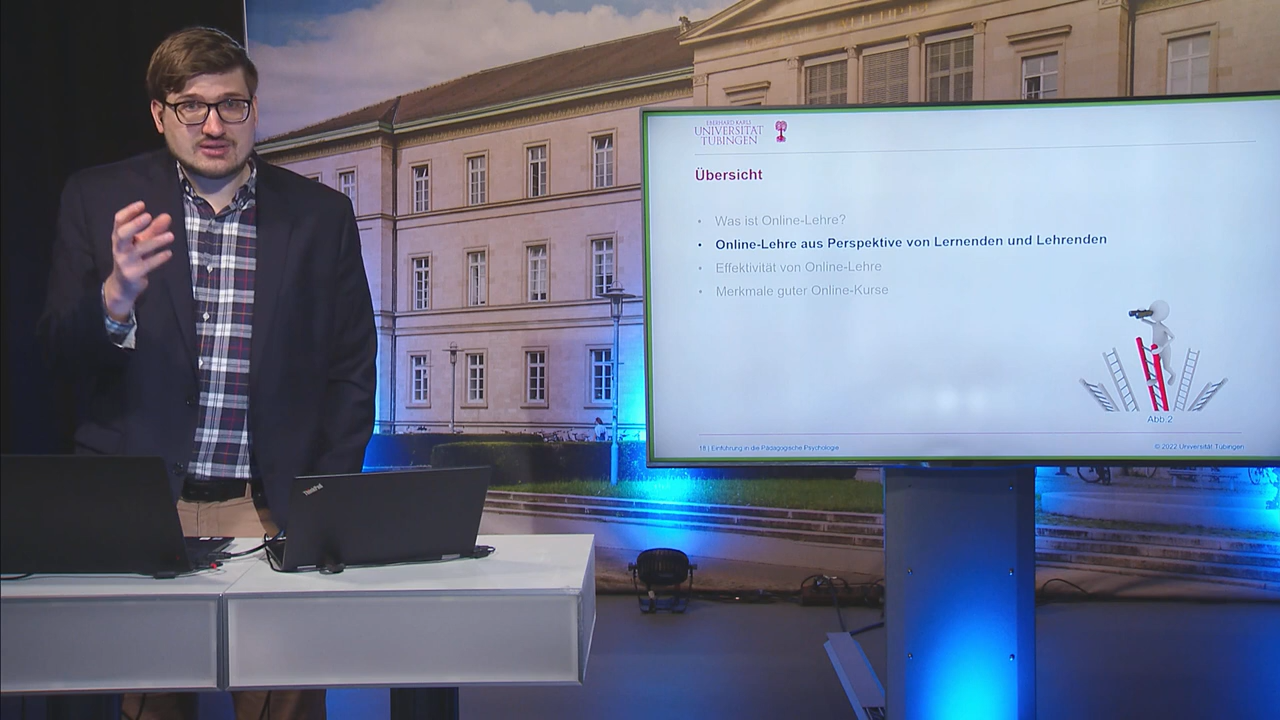 EBERHARD KARLS
UNIVERSITÄT
TÜBINGEN
Übersicht
• Was ist Online-Lehre?
• Online-Lehre aus Perspektive von Lernenden und Lehrenden
• Effektivität von Online-Lehre
• Merkmale guter Online-Kurse
Abb.2
18 | Einführung in die Pädagogische Psychologie
© 2022 Universität Tübingen
ThinkPad